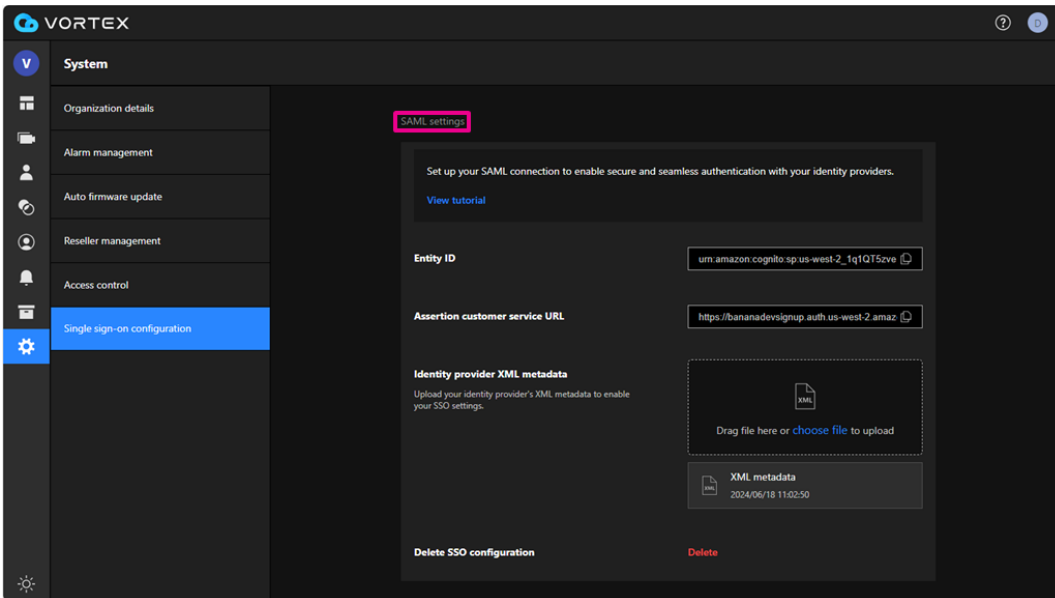 VORTEX
?
D
V
System
Organization details
Alarm management
Auto firmware update
Reseller management
Access control
Single sign-on configuration
SAML settings
Set up your SAML connection to enable secure and seamless authentication with your identity providers.
View tutorial
Entity ID
urn:amazon:cognito:sp:us-west-2_1q1QT5zve
Assertion customer service URL
https://bananadevsignup.auth.us-west-2.amaz
Identity provider XML metadata
Upload your identity provider's XML metadata to enable
your SSO settings.
XML
Drag file here or choose file to upload
XML
XML metadata
2024/06/18 11:02:50
Delete SSO configuration
Delete